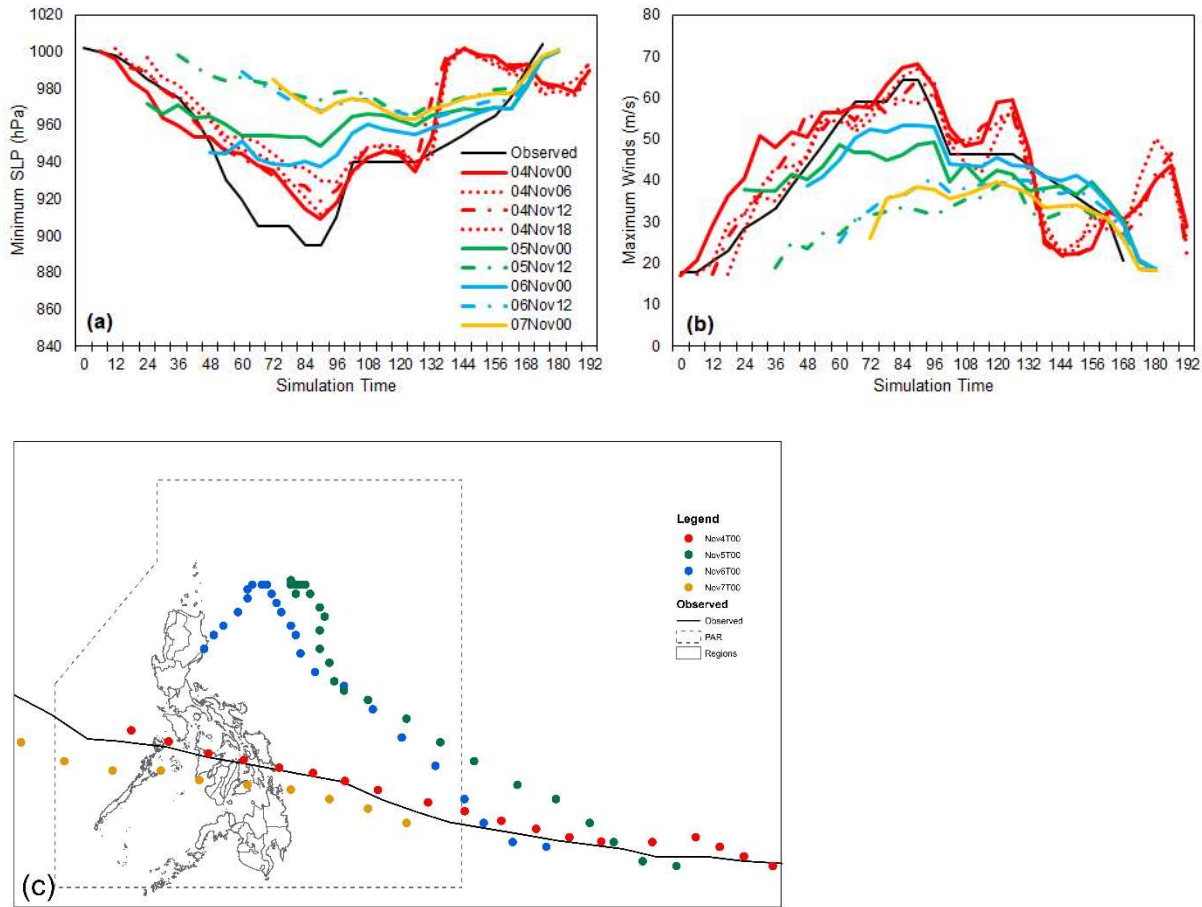 1020
1000
980
960
940
920
900
880
860
840
Minimum SLP (hPa)
Observed
04Nov00
04Nov06
04Nov12
04Nov18
05Nov00
05Nov12
06Nov00
06Nov12
07Nov00
(a)
0 12 24 36 48 60 72 84 96 108 120 132 144 156 168 180 192
Simulation Time
80
70
60
50
40
30
20
10
0
Maximum Winds (m/s)
(b)
0 12 24 36 48 60 72 84 96 108 120 132 144 156 168 180 192
Simulation Time
Legend
Nov4T00
Nov5T00
Nov6T00
Nov7T00
Observed
Observed
PAR
Regions
(c)